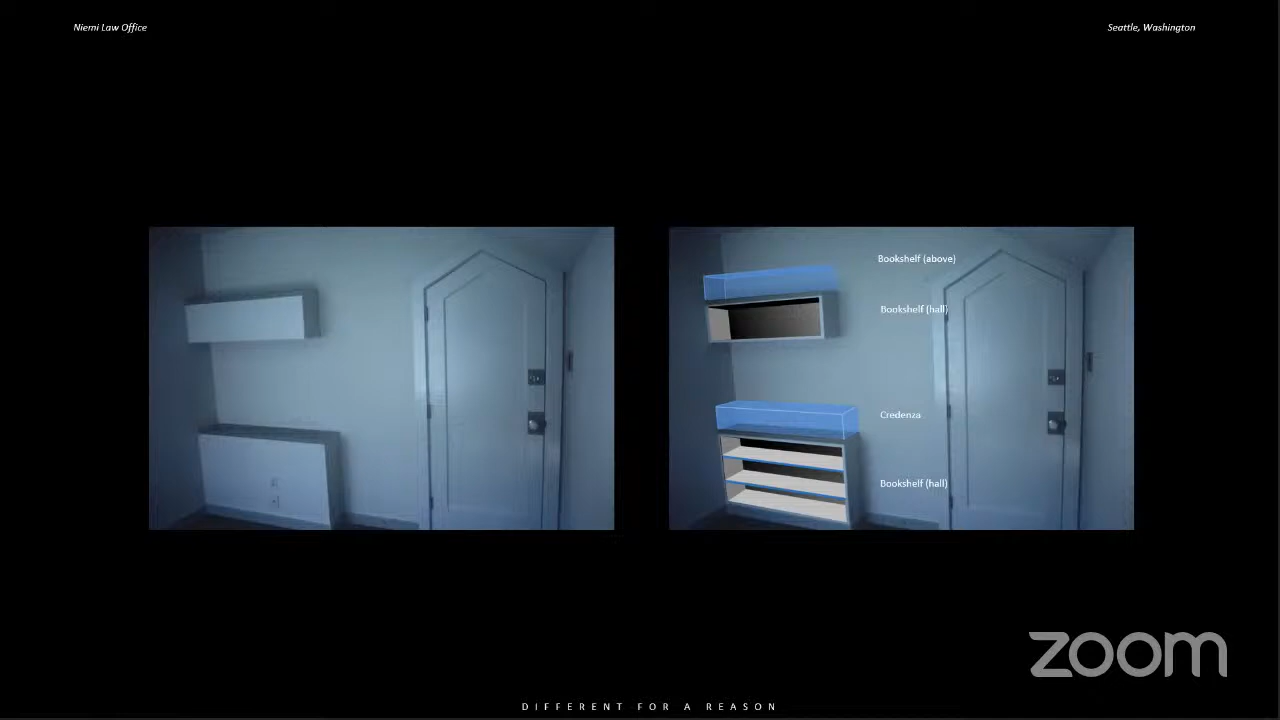 Niemi Law Office
Seattle, Washington
Bookshelf (above)
Bookshelf (hall)
Credenza
Bookshelf (hall)
zoom
DIFFERENT FOR A REASON